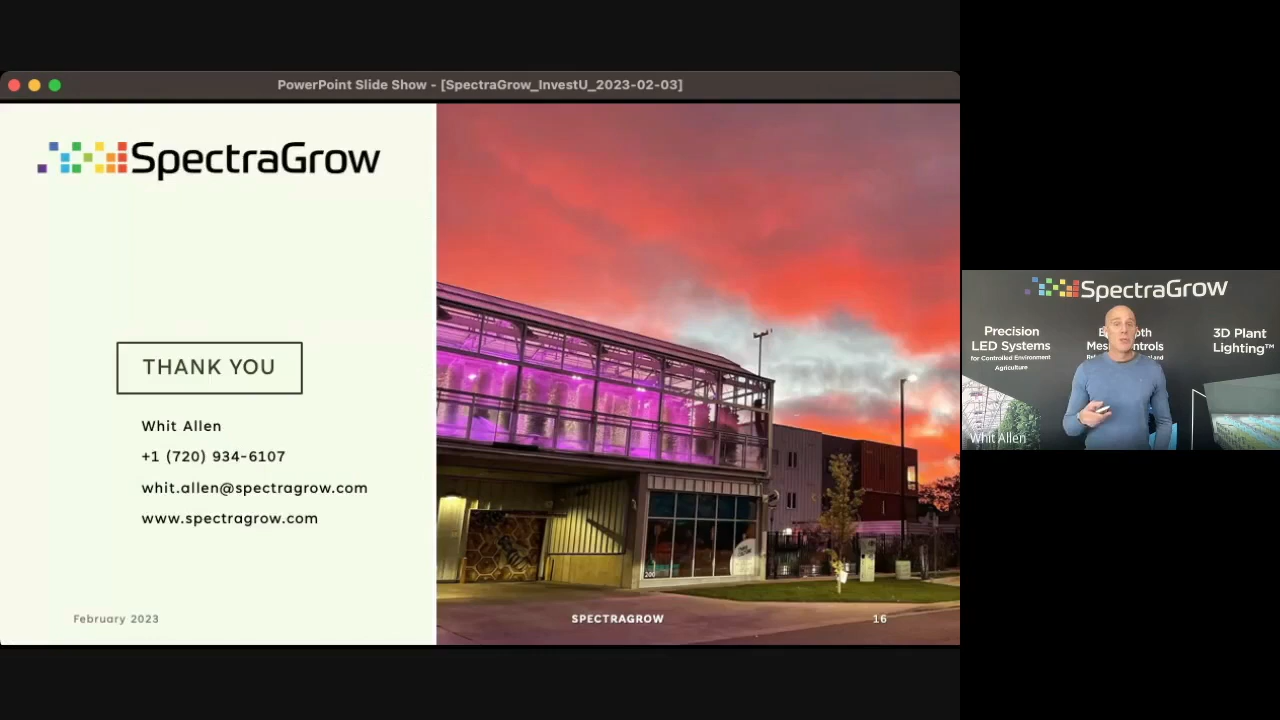 PowerPoint Slide Show - [SpectraGrow_InvestU_2023-02-03]
SpectraGrow
THANK YOU
Whit Allen
+1 (720) 934-6107
whit.allen@spectragrow.com
www.spectragrow.com
February 2023
200
SPECTRAGROW
16
SpectraGrow
Precision
LED Systems
for Controlled Environment
Agriculture
3D Plant
Lighting™
Whit Allen